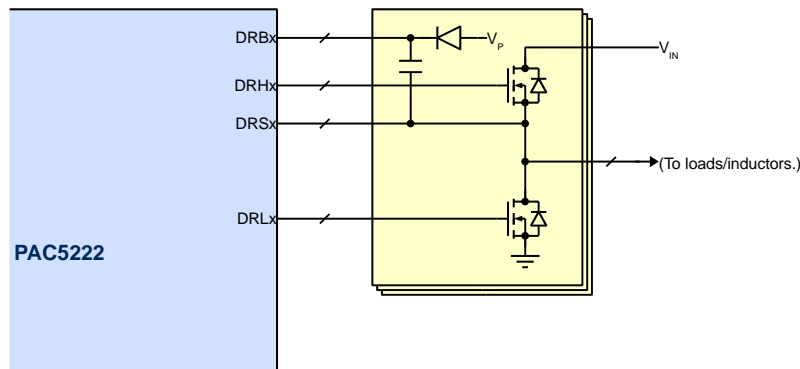 DRBx
V_P
V_IN
DRHx
DRSx
(To loads/inductors.)
DRLx
PAC5222